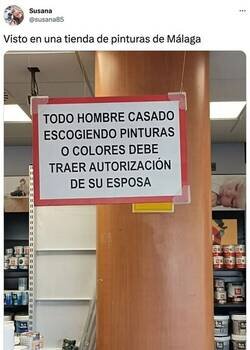 Susana
@susana85
Visto en una tienda de pinturas de Málaga
TODO HOMBRE CASADO
ESCOGIENDO PINTURAS
O COLORES DEBE
TRAER AUTORIZACIÓN
DE SU ESPOSA